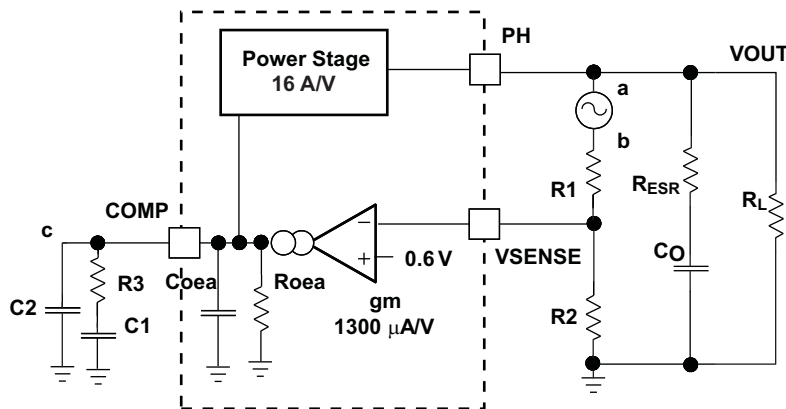 PH
Power Stage
16 A/V
VOUT
a
b
R1
RESR
RL
COMP
c
VSENSE
0.6 V
R3
Coea
Roea
CO
C2
gm
R2
C1
1300 µA/V